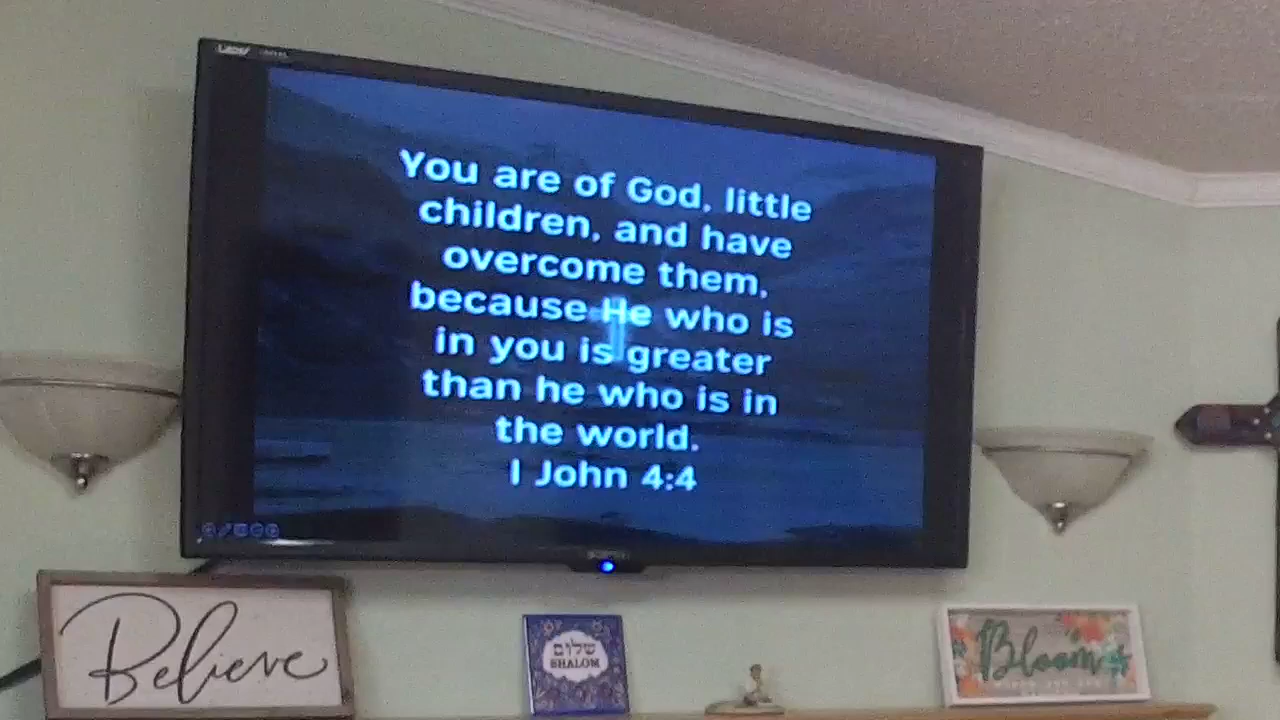 You are of God, little
children, and have
overcome them,
because He who is
in you is greater
than he who is in
the world.
I John 4:4
Believe
שלום
SHALOM
Bloom